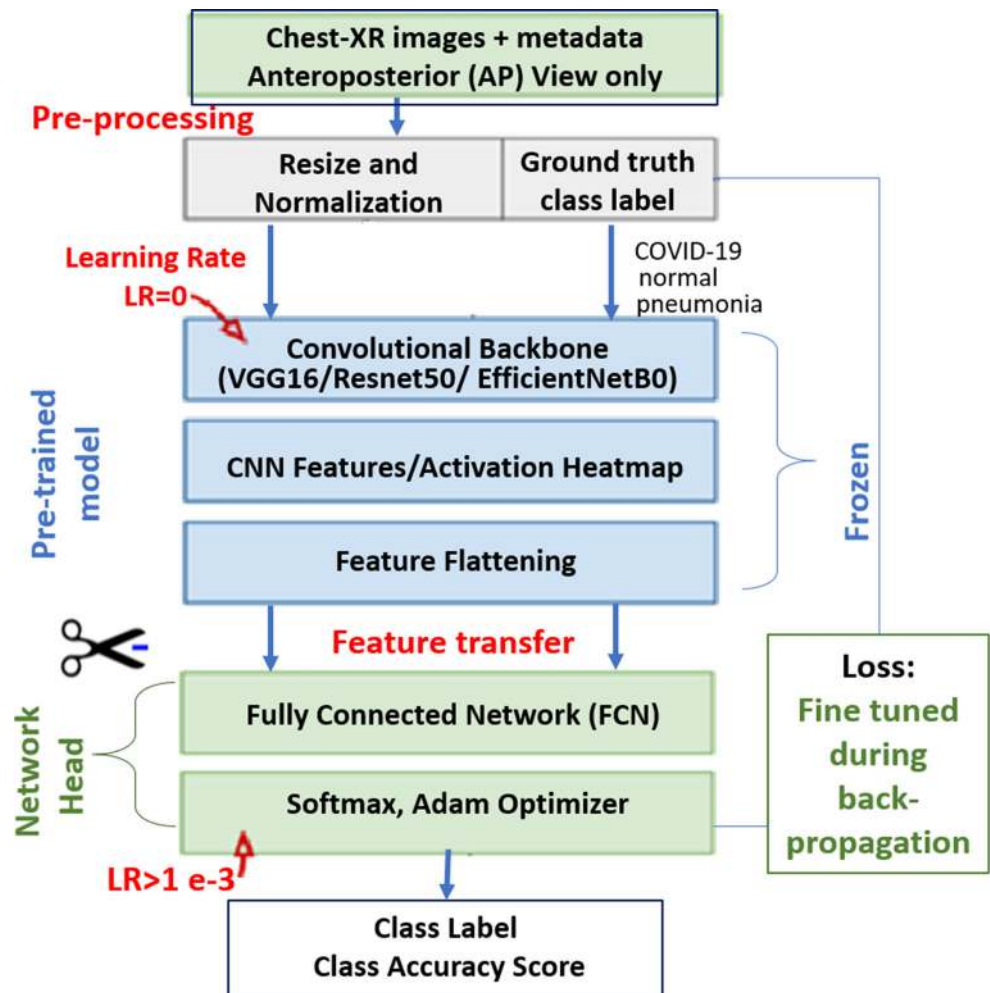 Chest-XR images + metadata
Anteroposterior (AP) View only
Pre-processing
Resize and
Normalization
Ground truth
class label
Learning Rate
LR=0
COVID-19
normal
pneumonia
Convolutional Backbone
(VGG16/Resnet50/ EfficientNetB0)
CNN Features/Activation Heatmap
Feature Flattening
Pre-trained
model
Frozen
Feature transfer
Fully Connected Network (FCN)
Softmax, Adam Optimizer
Network
Head
LR>1 e-3
Loss:
Fine tuned
during
back-
propagation
Class Label
Class Accuracy Score